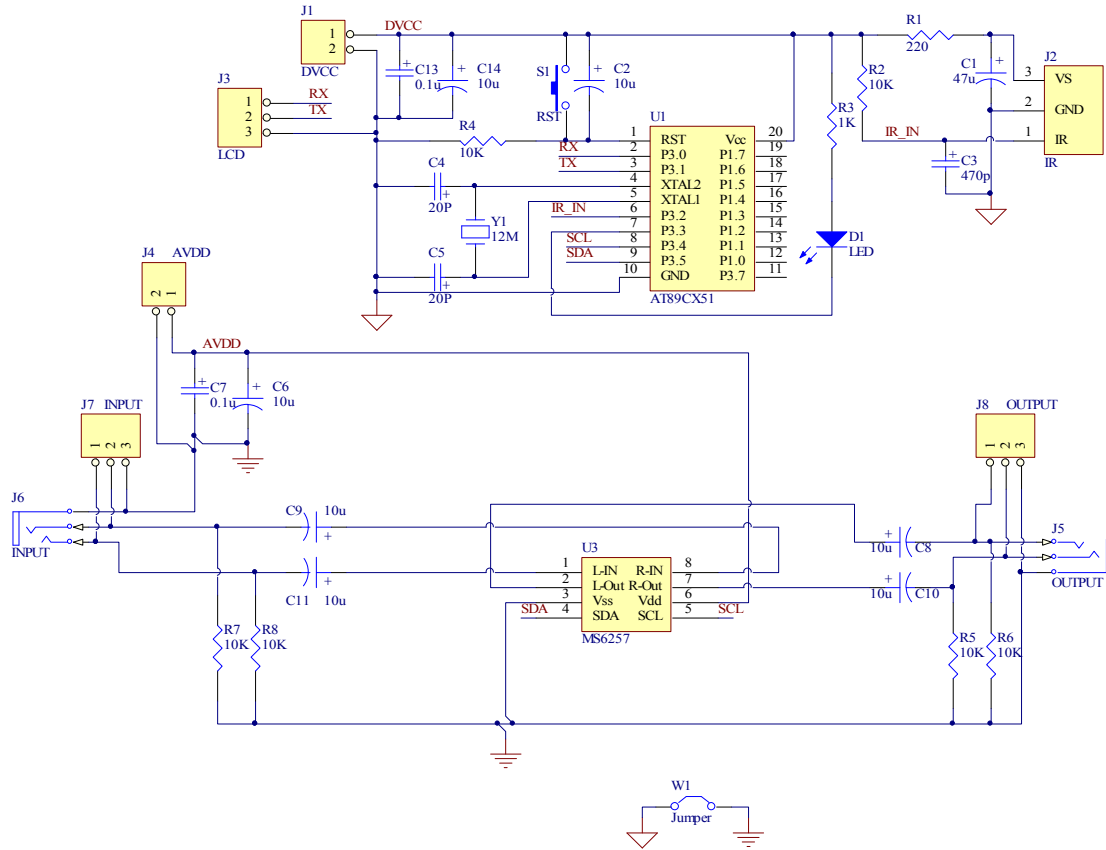 J1
1
2
DVCC
DVCC
J3
1
2
3
LCD
RX
TX
C13
0.1u
+
C14
10u
+
S1
RST
C2
10u
+
R4
10K
C4
20P
+
Y1
12M
C5
20P
+
RX
TX
IR_IN
SCL
SDA
U1
1 RST Vcc 20
2 P3.0 P1.7 19
3 P3.1 P1.6 18
4 XTAL2 P1.5 17
5 XTAL1 P1.4 16
6 P3.2 P1.3 15
7 P3.3 P1.2 14
8 P3.4 P1.1 13
9 P3.5 P1.0 12
10 GND P3.7 11
AT89CX51
R3
1K
D1
LED
R2
10K
R1
220
C1
47u
+
IR_IN
C3
470p
+
J2
3 VS
2 GND
1 IR
IR
J4 AVDD
2 1
AVDD
C7
0.1u
+
C6
10u
+
J7 INPUT
1 2 3
J6
INPUT
C9
10u
+
C11
10u
+
R7
10K
R8
10K
U3
1 L-IN R-IN 8
2 L-Out R-Out 7
3 Vss Vdd 6
4 SDA SCL 5
MS6257
SDA
SCL
J8 OUTPUT
1 2 3
+
10u C8
+
10u C10
J5
OUTPUT
R5
10K
R6
10K
W1
Jumper